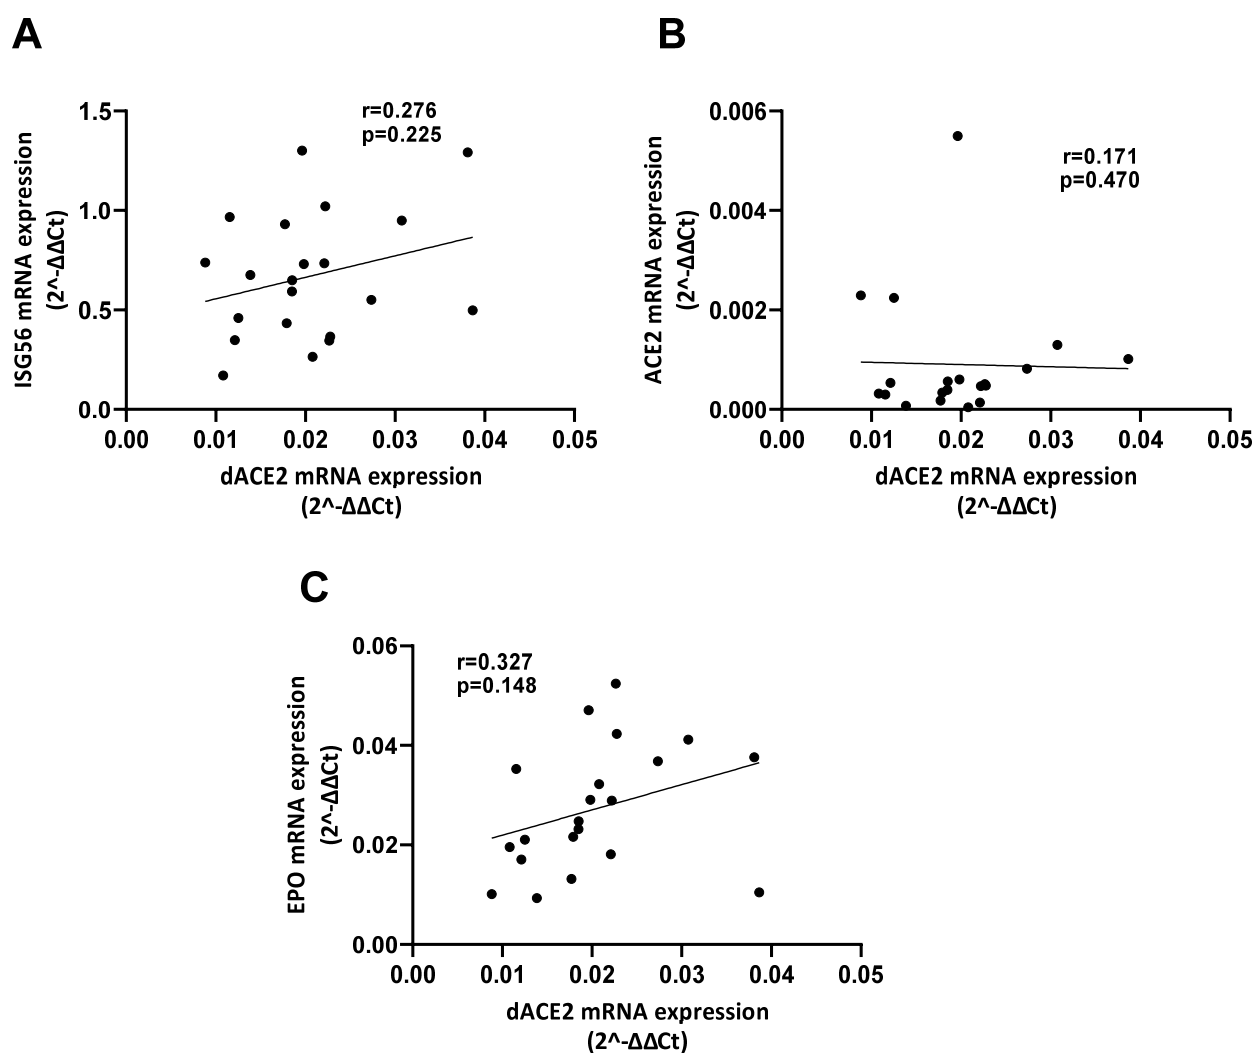 A
r=0.276
p=0.225
ISG56 mRNA expression
(2^-ΔΔCt)
1.5
1.0
0.5
0.0
0.00 0.01 0.02 0.03 0.04 0.05
dACE2 mRNA expression
(2^-ΔΔCt)
B
r=0.171
p=0.470
ACE2 mRNA expression
(2^-ΔΔCt)
0.006
0.004
0.002
0.000
0.00 0.01 0.02 0.03 0.04 0.05
dACE2 mRNA expression
(2^-ΔΔCt)
C
r=0.327
p=0.148
EPO mRNA expression
(2^-ΔΔCt)
0.06
0.04
0.02
0.00
0.00 0.01 0.02 0.03 0.04 0.05
dACE2 mRNA expression
(2^-ΔΔCt)